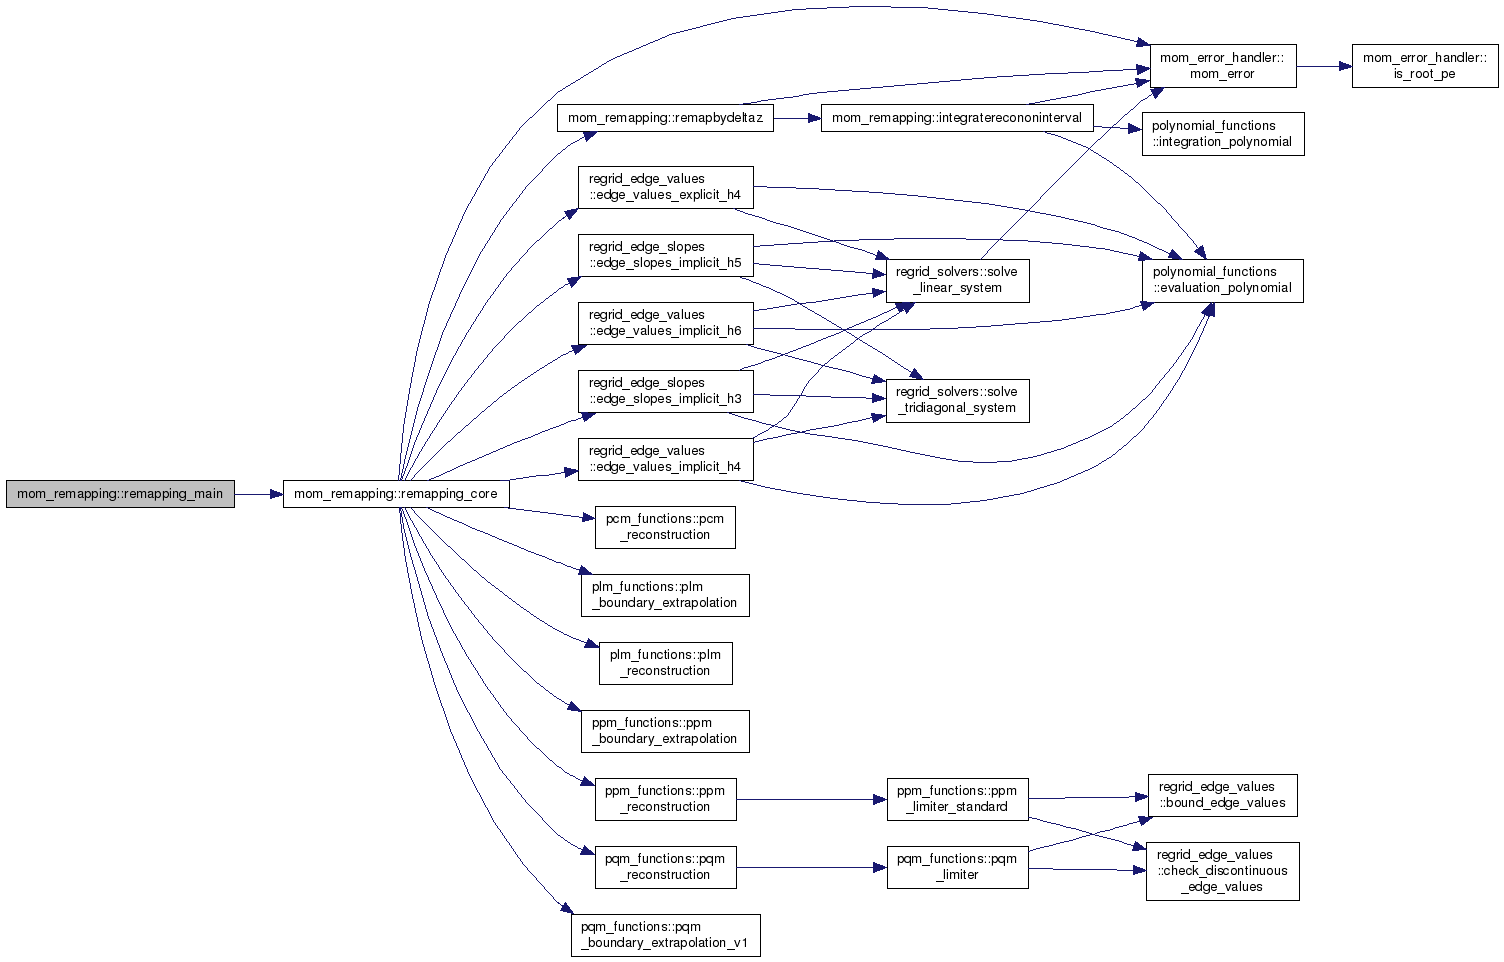 mom_error_handler::
mom_error
mom_error_handler::
is_root_pe
mom_remapping::remapbydeltaz
mom_remapping::integraterecononinterval
polynomial_functions
::integration_polynomial
regrid_edge_values
::edge_values_explicit_h4
regrid_edge_slopes
::edge_slopes_implicit_h5
regrid_solvers::solve
_linear_system
polynomial_functions
::evaluation_polynomial
regrid_edge_values
::edge_values_implicit_h6
regrid_edge_slopes
::edge_slopes_implicit_h3
regrid_solvers::solve
_tridiagonal_system
regrid_edge_values
::edge_values_implicit_h4
mom_remapping::remapping_main
mom_remapping::remapping_core
pcm_functions::pcm
_reconstruction
plm_functions::plm
_boundary_extrapolation
plm_functions::plm
_reconstruction
ppm_functions::ppm
_boundary_extrapolation
ppm_functions::ppm
_reconstruction
ppm_functions::ppm
_limiter_standard
regrid_edge_values
::bound_edge_values
pqm_functions::pqm
_reconstruction
pqm_functions::pqm
_limiter
regrid_edge_values
::check_discontinuous
_edge_values
pqm_functions::pqm
_boundary_extrapolation_v1